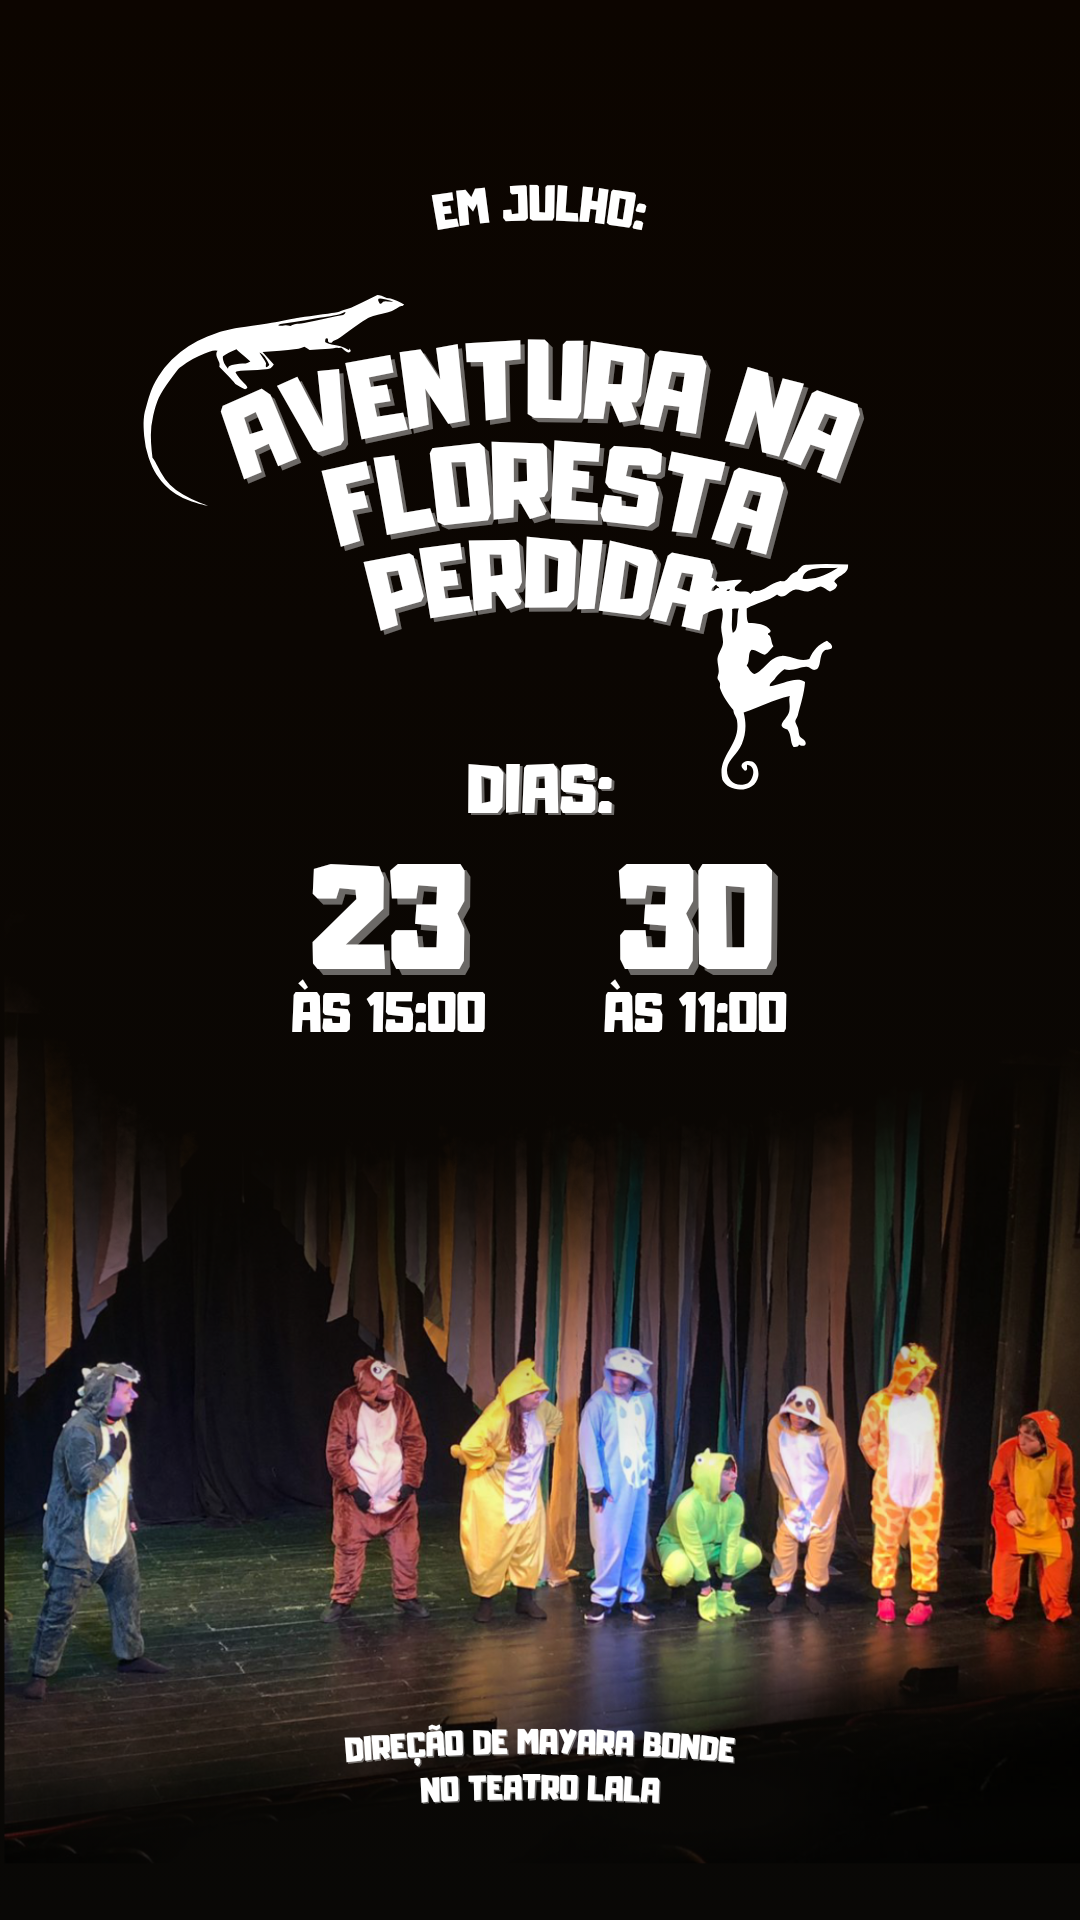 EM JULHO:
AVENTURA NA
FLORESTA
PERDIDA
DIAS:
23 30
ÀS 15:00 ÀS 11:00
DIREÇÃO DE MAYARA BONDE
NO TEATRO LALA